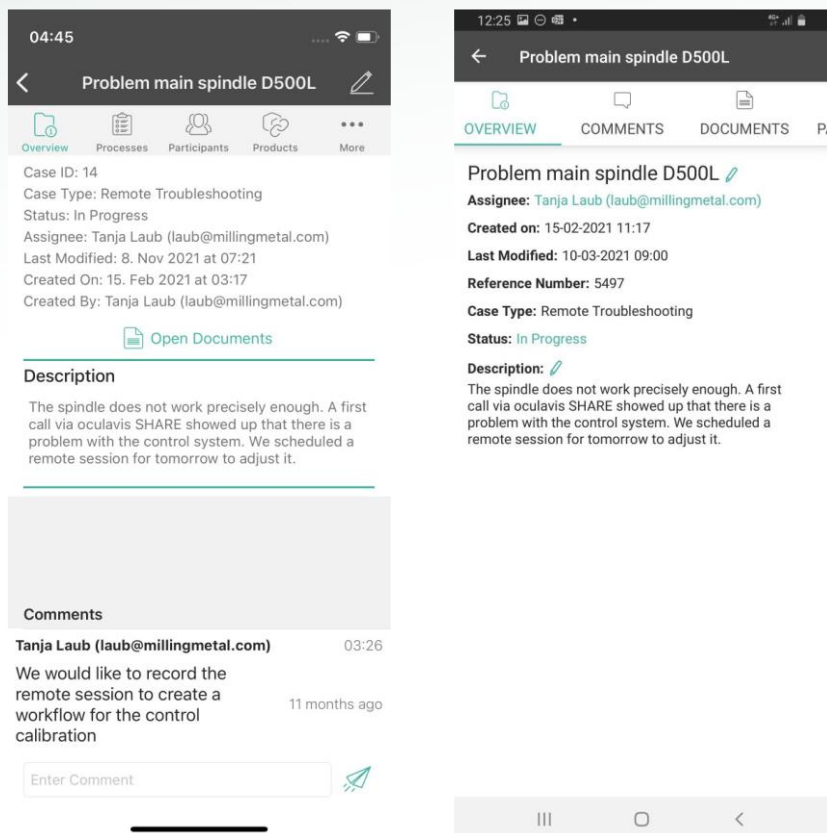 04:45
Problem main spindle D500L
Overview Processes Participants Products More
Case ID: 14
Case Type: Remote Troubleshooting
Status: In Progress
Assignee: Tanja Laub (laub@millingmetal.com)
Last Modified: 8. Nov 2021 at 07:21
Created On: 15. Feb 2021 at 03:17
Created By: Tanja Laub (laub@millingmetal.com)
Open Documents
Description
The spindle does not work precisely enough. A first
call via oculavis SHARE showed up that there is a
problem with the control system. We scheduled a
remote session for tomorrow to adjust it.
Comments
Tanja Laub (laub@millingmetal.com) 03:26
We would like to record the
remote session to create a
workflow for the control
calibration
11 months ago
Enter Comment
12:25
Problem main spindle D500L
OVERVIEW COMMENTS DOCUMENTS
Problem main spindle D500L
Assignee: Tanja Laub (laub@millingmetal.com)
Created on: 15-02-2021 11:17
Last Modified: 10-03-2021 09:00
Reference Number: 5497
Case Type: Remote Troubleshooting
Status: In Progress
Description:
The spindle does not work precisely enough. A first
call via oculavis SHARE showed up that there is a
problem with the control system. We scheduled a
remote session for tomorrow to adjust it.